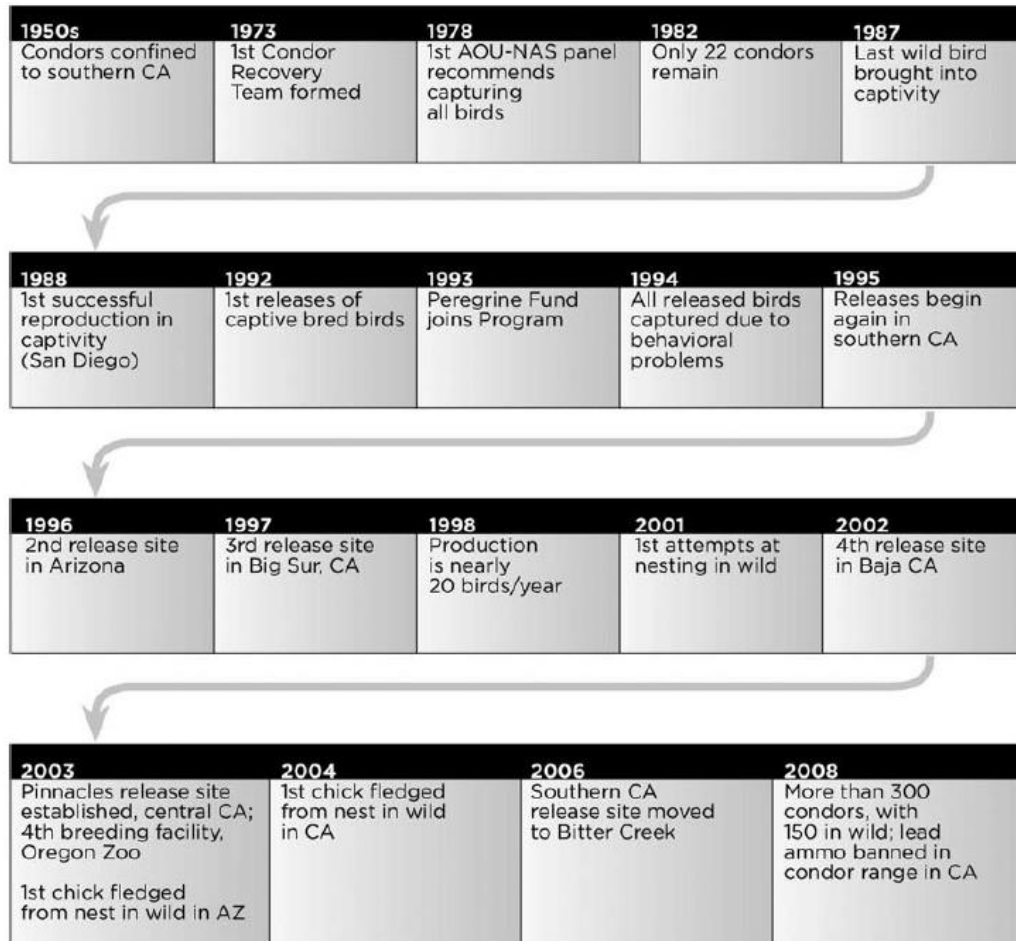 1950s
Condors confined
to southern CA
1973
1st Condor
Recovery
Team formed
1978
1st AOU-NAS panel
recommends
capturing
all birds
1982
Only 22 condors
remain
1987
Last wild bird
brought into
captivity
1988
1st successful
reproduction in
captivity
(San Diego)
1992
1st releases of
captive bred birds
1993
Peregrine Fund
joins Program
1994
All released birds
captured due to
behavioral
problems
1995
Releases begin
again in
southern CA
1996
2nd release site
in Arizona
1997
3rd release site
in Big Sur, CA
1998
Production
is nearly
20 birds/year
2001
1st attempts at
nesting in wild
2002
4th release site
in Baja CA
2003
Pinnacles release site
established, central CA;
4th breeding facility,
Oregon Zoo
1st chick fledged
from nest in wild in AZ
2004
1st chick fledged
from nest in wild
in CA
2006
Southern CA
release site moved
to Bitter Creek
2008
More than 300
condors, with
150 in wild; lead
ammo banned in
condor range in CA